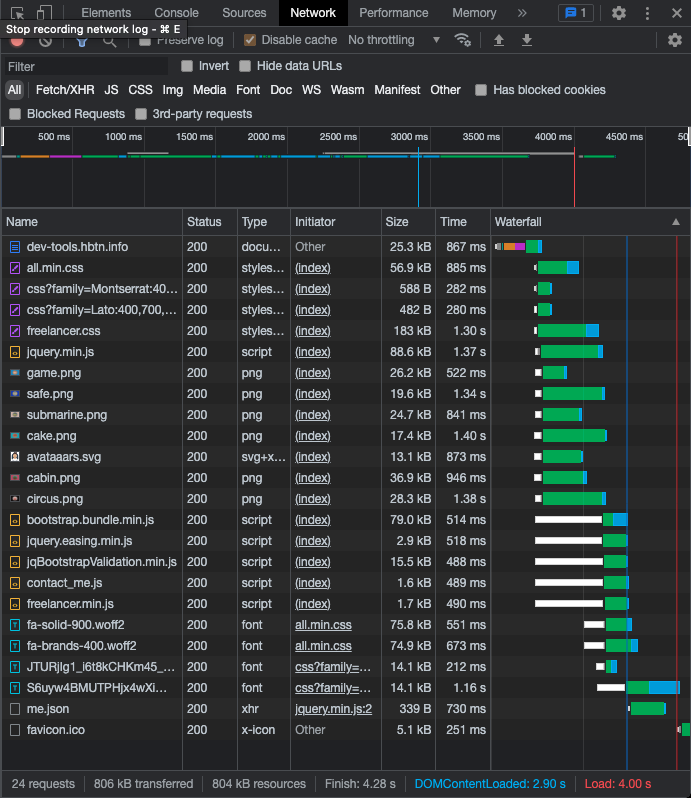 Elements Console Sources Network Performance Memory » 1
Stop recording network log - ⌘ E
Preserve log Disable cache No throttling
Filter Invert Hide data URLs
All Fetch/XHR JS CSS Img Media Font Doc WS Wasm Manifest Other Has blocked cookies
Blocked Requests 3rd-party requests
500 ms 1000 ms 1500 ms 2000 ms 2500 ms 3000 ms 3500 ms 4000 ms 4500 ms 50
Name Status Type Initiator Size Time Waterfall
dev-tools.hbtn.info 200 docu... Other 25.3 kB 867 ms
all.min.css 200 styles... (index) 56.9 kB 885 ms
css?family=Montserrat:40... 200 styles... (index) 588 B 282 ms
css?family=Lato:400,700,... 200 styles... (index) 482 B 280 ms
freelancer.css 200 styles... (index) 183 kB 1.30 s
jquery.min.js 200 script (index) 88.6 kB 1.37 s
game.png 200 png (index) 26.2 kB 522 ms
safe.png 200 png (index) 19.6 kB 1.34 s
submarine.png 200 png (index) 24.7 kB 841 ms
cake.png 200 png (index) 17.4 kB 1.40 s
avataaars.svg 200 svg+x... (index) 13.1 kB 873 ms
cabin.png 200 png (index) 36.9 kB 946 ms
circus.png 200 png (index) 28.3 kB 1.38 s
bootstrap.bundle.min.js 200 script (index) 79.0 kB 514 ms
jquery.easing.min.js 200 script (index) 2.9 kB 518 ms
jqBootstrapValidation.min.js 200 script (index) 15.5 kB 488 ms
contact_me.js 200 script (index) 1.6 kB 489 ms
freelancer.min.js 200 script (index) 1.7 kB 490 ms
fa-solid-900.woff2 200 font all.min.css 75.8 kB 551 ms
fa-brands-400.woff2 200 font all.min.css 74.9 kB 673 ms
JTURjIg1_i6t8kCHKm45_... 200 font css?family=... 14.1 kB 212 ms
S6uyw4BMUTPHjx4wXi... 200 font css?family=... 14.1 kB 1.16 s
me.json 200 xhr jquery.min.js:2 339 B 730 ms
favicon.ico 200 x-icon Other 5.1 kB 251 ms
24 requests 806 kB transferred 804 kB resources Finish: 4.28 s DOMContentLoaded: 2.90 s Load: 4.00 s